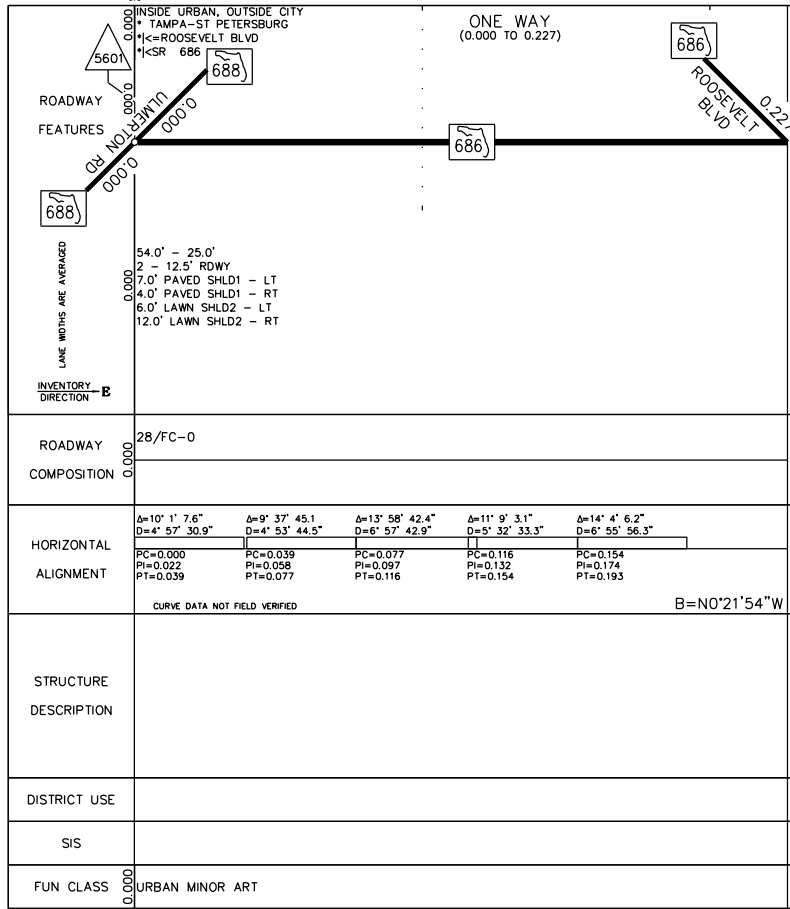 INSIDE URBAN, OUTSIDE CITY
* TAMPA-ST PETERSBURG
*|<=ROOSEVELT BLVD
*|<SR 686
0.000
5601
0.000
ONE WAY
(0.000 TO 0.227)
688
686
ROADWAY
FEATURES
ULMERTON RD
0.000
0.000
ROOSEVELT
BLVD
0.227
686
688
LANE WIDTHS ARE AVERAGED
0.000
54.0' - 25.0'
2 - 12.5' RDWY
7.0' PAVED SHLD1 - LT
4.0' PAVED SHLD1 - RT
6.0' LAWN SHLD2 - LT
12.0' LAWN SHLD2 - RT
INVENTORY
DIRECTION E
ROADWAY
COMPOSITION
0.000
28/FC-0
HORIZONTAL
ALIGNMENT
Δ=10° 1' 7.6" Δ=9° 37' 45.1 Δ=13° 58' 42.4" Δ=11° 9' 3.1" Δ=14° 4' 6.2"
D=4° 57' 30.9" D=4° 53' 44.5" D=6° 57' 42.9" D=5° 32' 33.3" D=6° 55' 56.3"
PC=0.000 PC=0.039 PC=0.077 PC=0.116 PC=0.154
PI=0.022 PI=0.058 PI=0.097 PI=0.132 PI=0.174
PT=0.039 PT=0.077 PT=0.116 PT=0.154 PT=0.193
CURVE DATA NOT FIELD VERIFIED
B=N0°21'54"W
STRUCTURE
DESCRIPTION
DISTRICT USE
SIS
FUN CLASS
0.000
URBAN MINOR ART